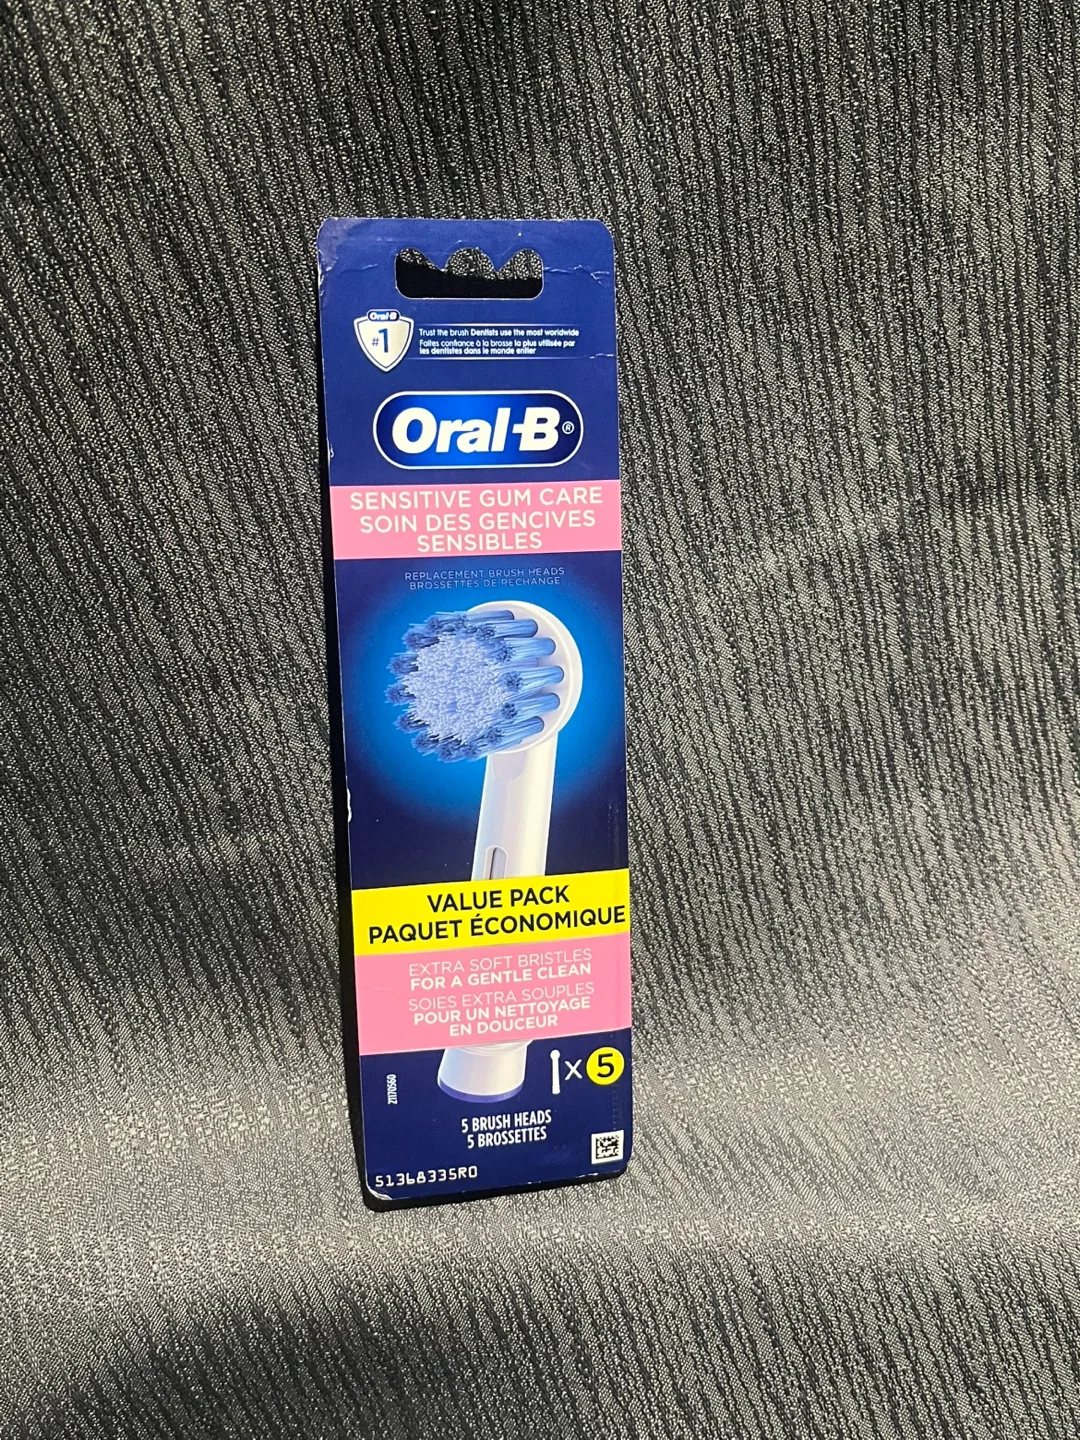 Oral-B
#1
Trust the brush Dentists use the most worldwide
Faites confiance à la brosse la plus utilisée par
les dentistes dans le monde entier
Oral-B®
SENSITIVE GUM CARE
SOIN DES GENCIVES
SENSIBLES
REPLACEMENT BRUSH HEADS
BROSSETTES DE RECHANGE
VALUE PACK
PAQUET ÉCONOMIQUE
EXTRA SOFT BRISTLES
FOR A GENTLE CLEAN
SOIES EXTRA SOUPLES
POUR UN NETTOYAGE
EN DOUCEUR
x 5
21170560
5 BRUSH HEADS
5 BROSSETTES
51368335RO